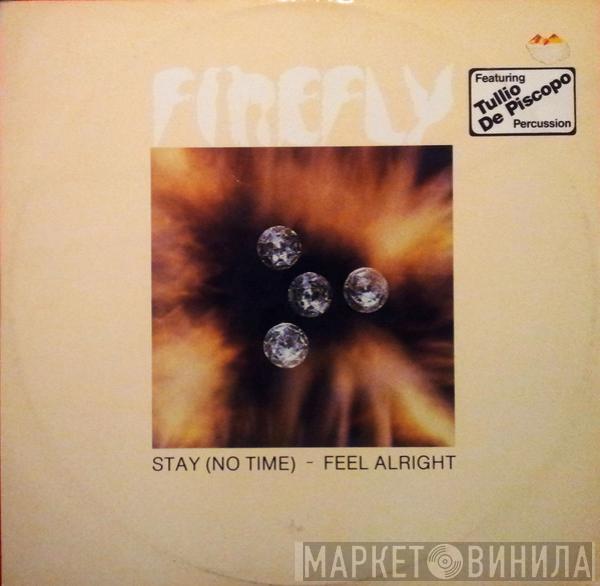 FIREFLY
Featuring
Tullio
De Piscopo
Percussion
STAY (NO TIME) - FEEL ALRIGHT
МАРКЕТ ВИНИЛА